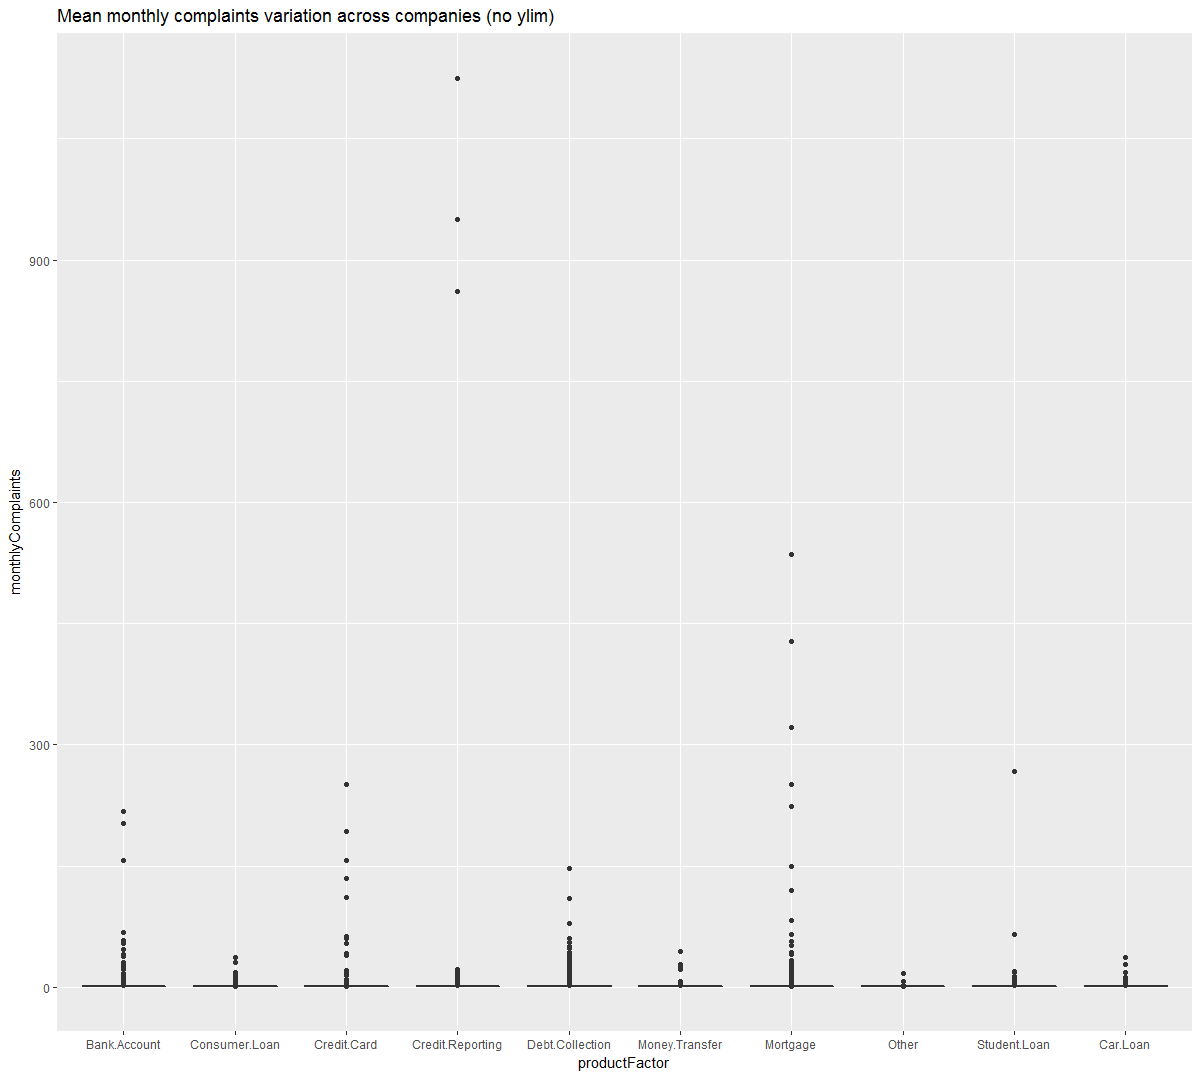 Mean monthly complaints variation across companies (no ylim)
monthlyComplaints
900
600
300
0
Bank.Account Consumer.Loan Credit.Card Credit.Reporting Debt.Collection Money.Transfer Mortgage Other Student.Loan Car.Loan
productFactor